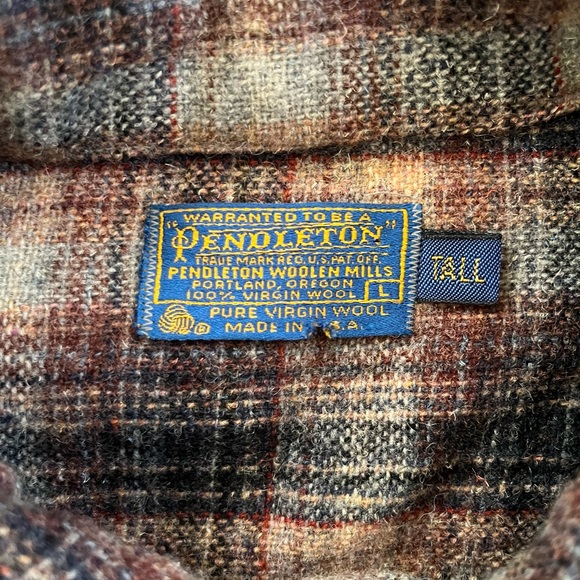 WARRANTED TO BE A
"PENDLETON"
TRADE MARK REG. U.S. PAT. OFF.
PENDLETON WOOLEN MILLS
PORTLAND, OREGON
100% VIRGIN WOOL L
PURE VIRGIN WOOL
® MADE IN U.S.A.
TALL